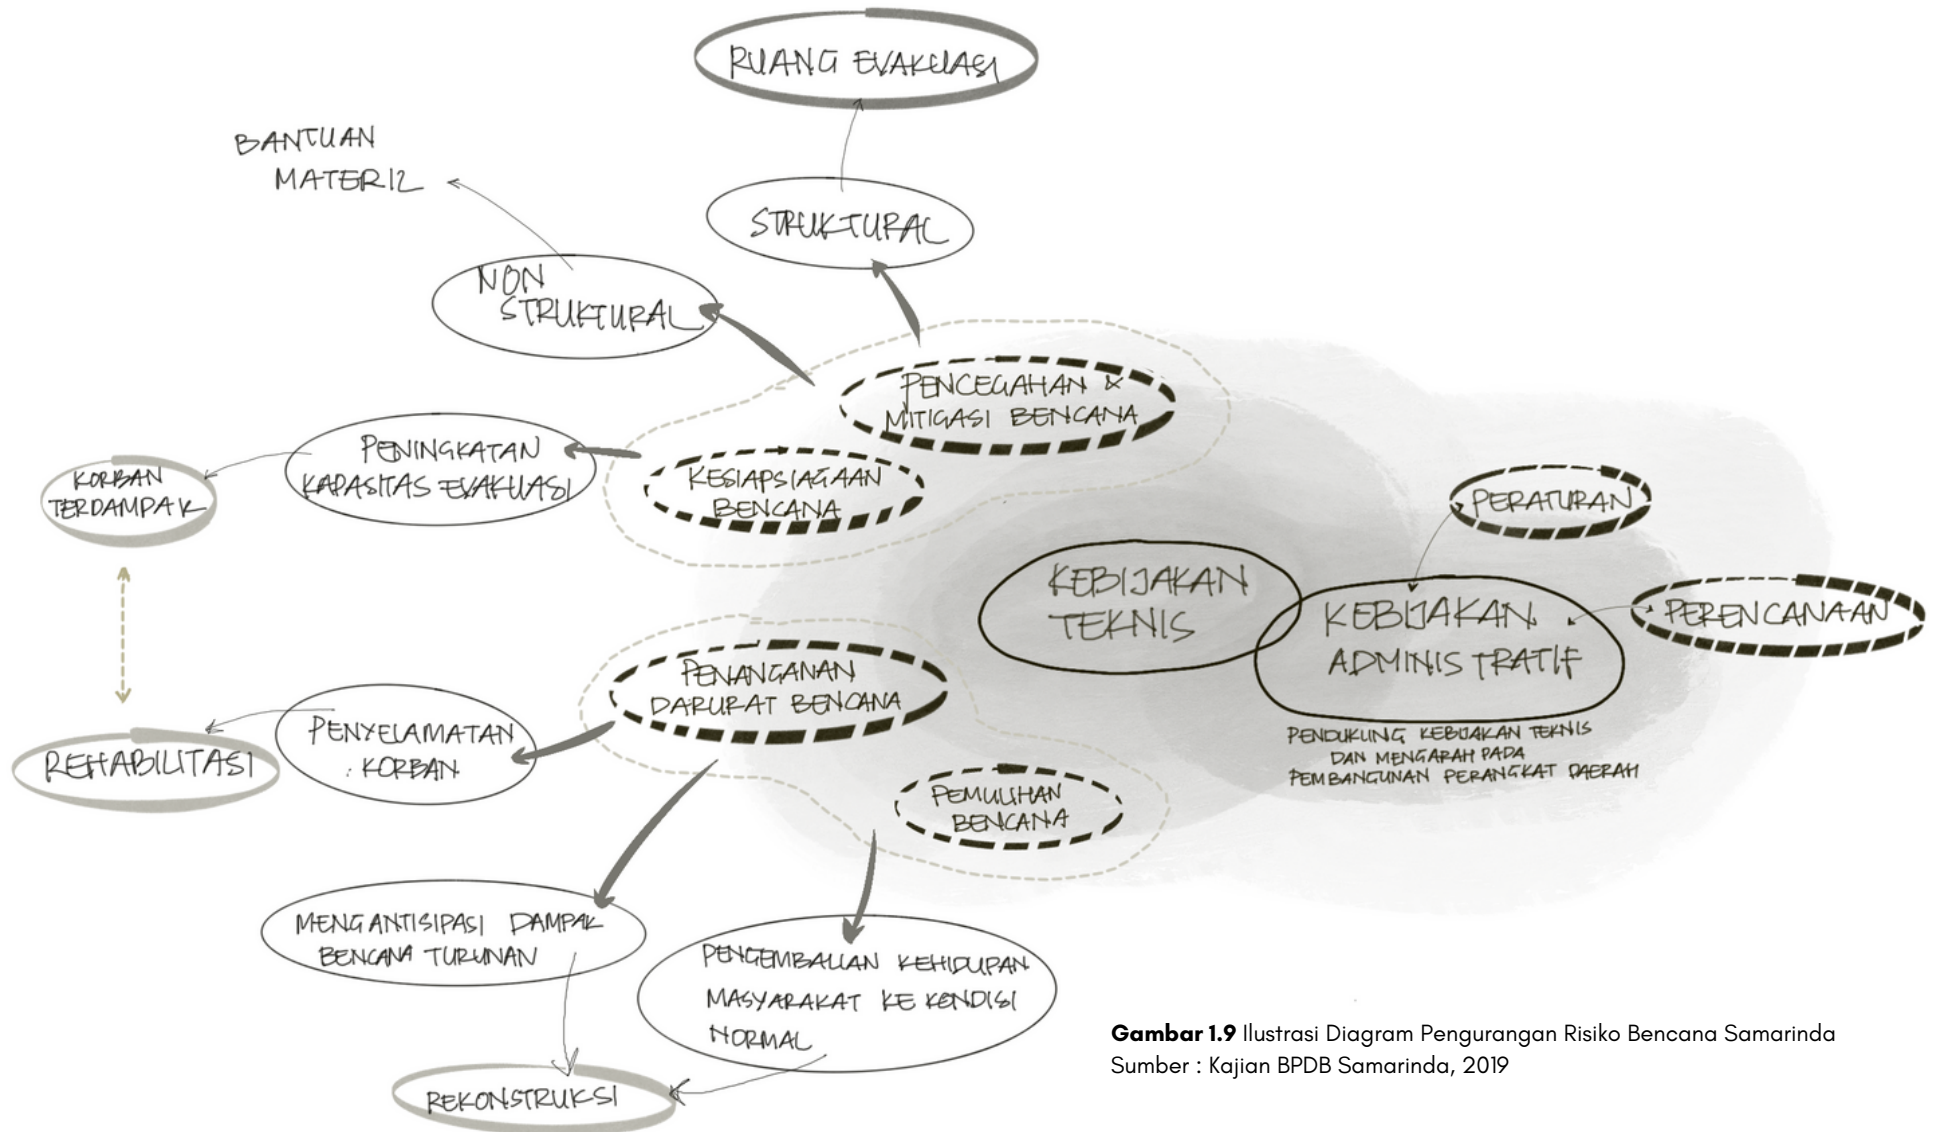 RUANG EVAKUASI
BANTUAN
MATERIL
STRUKTURAL
NON
STRUKTURAL
PENCEGAHAN &
MITIGASI BENCANA
KESIAPSIAGAAN
BENCANA
PENINGKATAN
KAPASITAS EVAKUASI
KORBAN
TERDAMPAK
PERATURAN
KEBIJAKAN
TEKNIS
KEBIJAKAN
ADMINISTRATIF
PERENCANAAN
PENDUKUNG KEBIJAKAN TEKNIS
DAN MENGARAH PADA
PEMBANGUNAN PERANGKAT DAERAH
PENANGANAN
DARURAT BENCANA
PENYELAMATAN
KORBAN
REHABILITASI
PEMULIHAN
BENCANA
MENGANTISIPASI DAMPAK
BENCANA TURUNAN
PENGEMBALIAN KEHIDUPAN
MASYARAKAT KE KONDISI
NORMAL
REKONSTRUKSI
Gambar 1.9 Ilustrasi Diagram Pengurangan Risiko Bencana Samarinda
Sumber : Kajian BPDB Samarinda, 2019